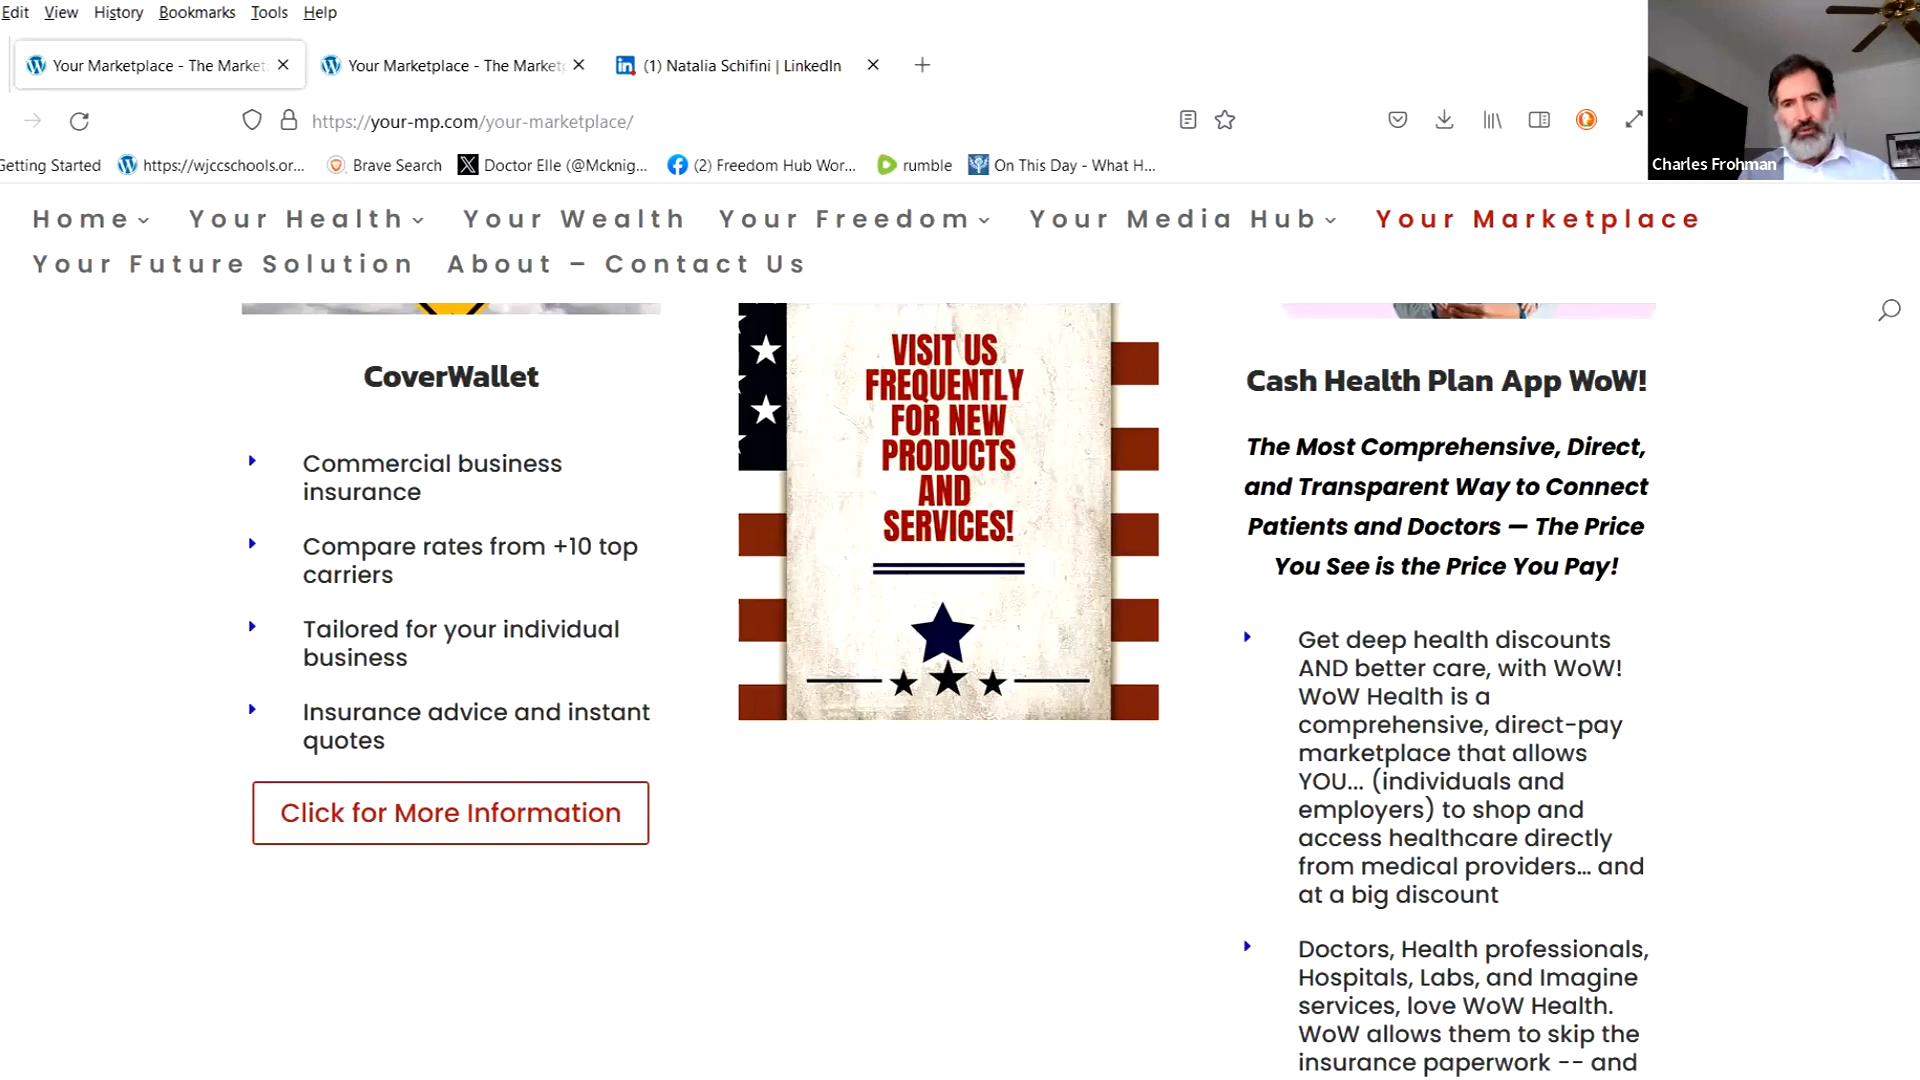 Edit View History Bookmarks Tools Help
Your Marketplace - The Market
Your Marketplace - The Market
(1) Natalia Schifini | LinkedIn
https://your-mp.com/your-marketplace/
Getting Started
https://wjccschools.or...
Brave Search
Doctor Elle (@Mcknig...
(2) Freedom Hub Wor...
rumble
On This Day - What H...
Charles Frohman
Home Your Health Your Wealth Your Freedom Your Media Hub Your Marketplace
Your Future Solution About – Contact Us
CoverWallet
Commercial business
insurance
Compare rates from +10 top
carriers
Tailored for your individual
business
Insurance advice and instant
quotes
Click for More Information
VISIT US
FREQUENTLY
FOR NEW
PRODUCTS
AND
SERVICES!
Cash Health Plan App WoW!
The Most Comprehensive, Direct,
and Transparent Way to Connect
Patients and Doctors — The Price
You See is the Price You Pay!
Get deep health discounts
AND better care, with WoW!
WoW Health is a
comprehensive, direct-pay
marketplace that allows
YOU... (individuals and
employers) to shop and
access healthcare directly
from medical providers... and
at a big discount
Doctors, Health professionals,
Hospitals, Labs, and Imagine
services, love WoW Health.
WoW allows them to skip the
insurance paperwork -- and